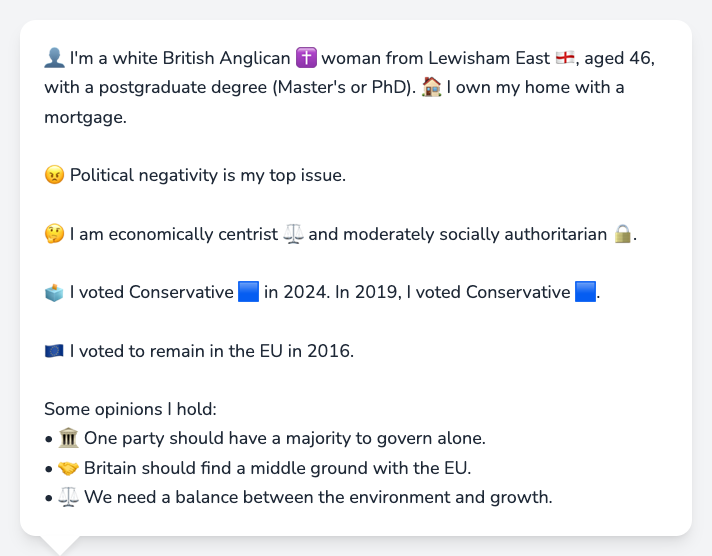 👤 I'm a white British Anglican ✝️ woman from Lewisham East 🏴󠁧󠁢󠁥󠁮󠁧󠁿, aged 46,
with a postgraduate degree (Master's or PhD). 🏠 I own my home with a
mortgage.
😠 Political negativity is my top issue.
🤔 I am economically centrist ⚖️ and moderately socially authoritarian 🔒.
🗳️ I voted Conservative 🟦 in 2024. In 2019, I voted Conservative 🟦.
🇪🇺 I voted to remain in the EU in 2016.
Some opinions I hold:
• 🏛️ One party should have a majority to govern alone.
• 🤝 Britain should find a middle ground with the EU.
• ⚖️ We need a balance between the environment and growth.